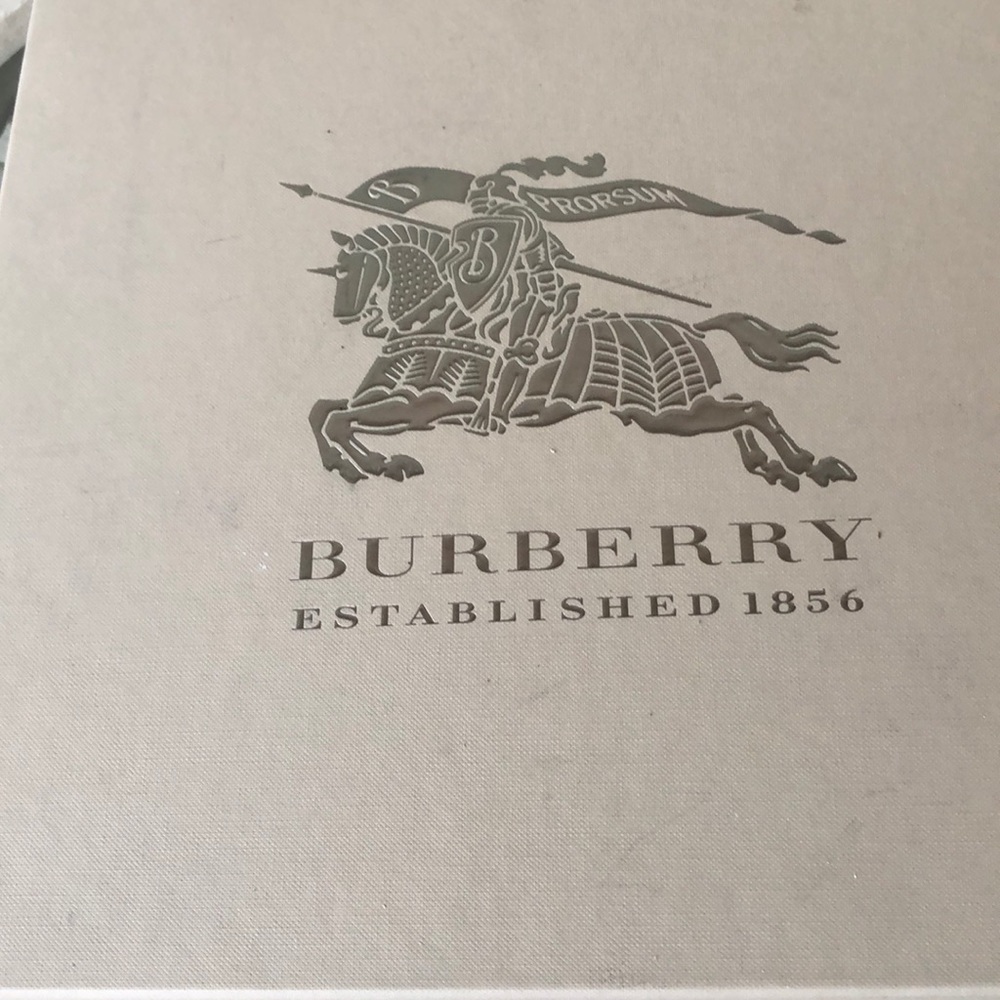 B
PRORSUM
B
BURBERRY
ESTABLISHED 1856